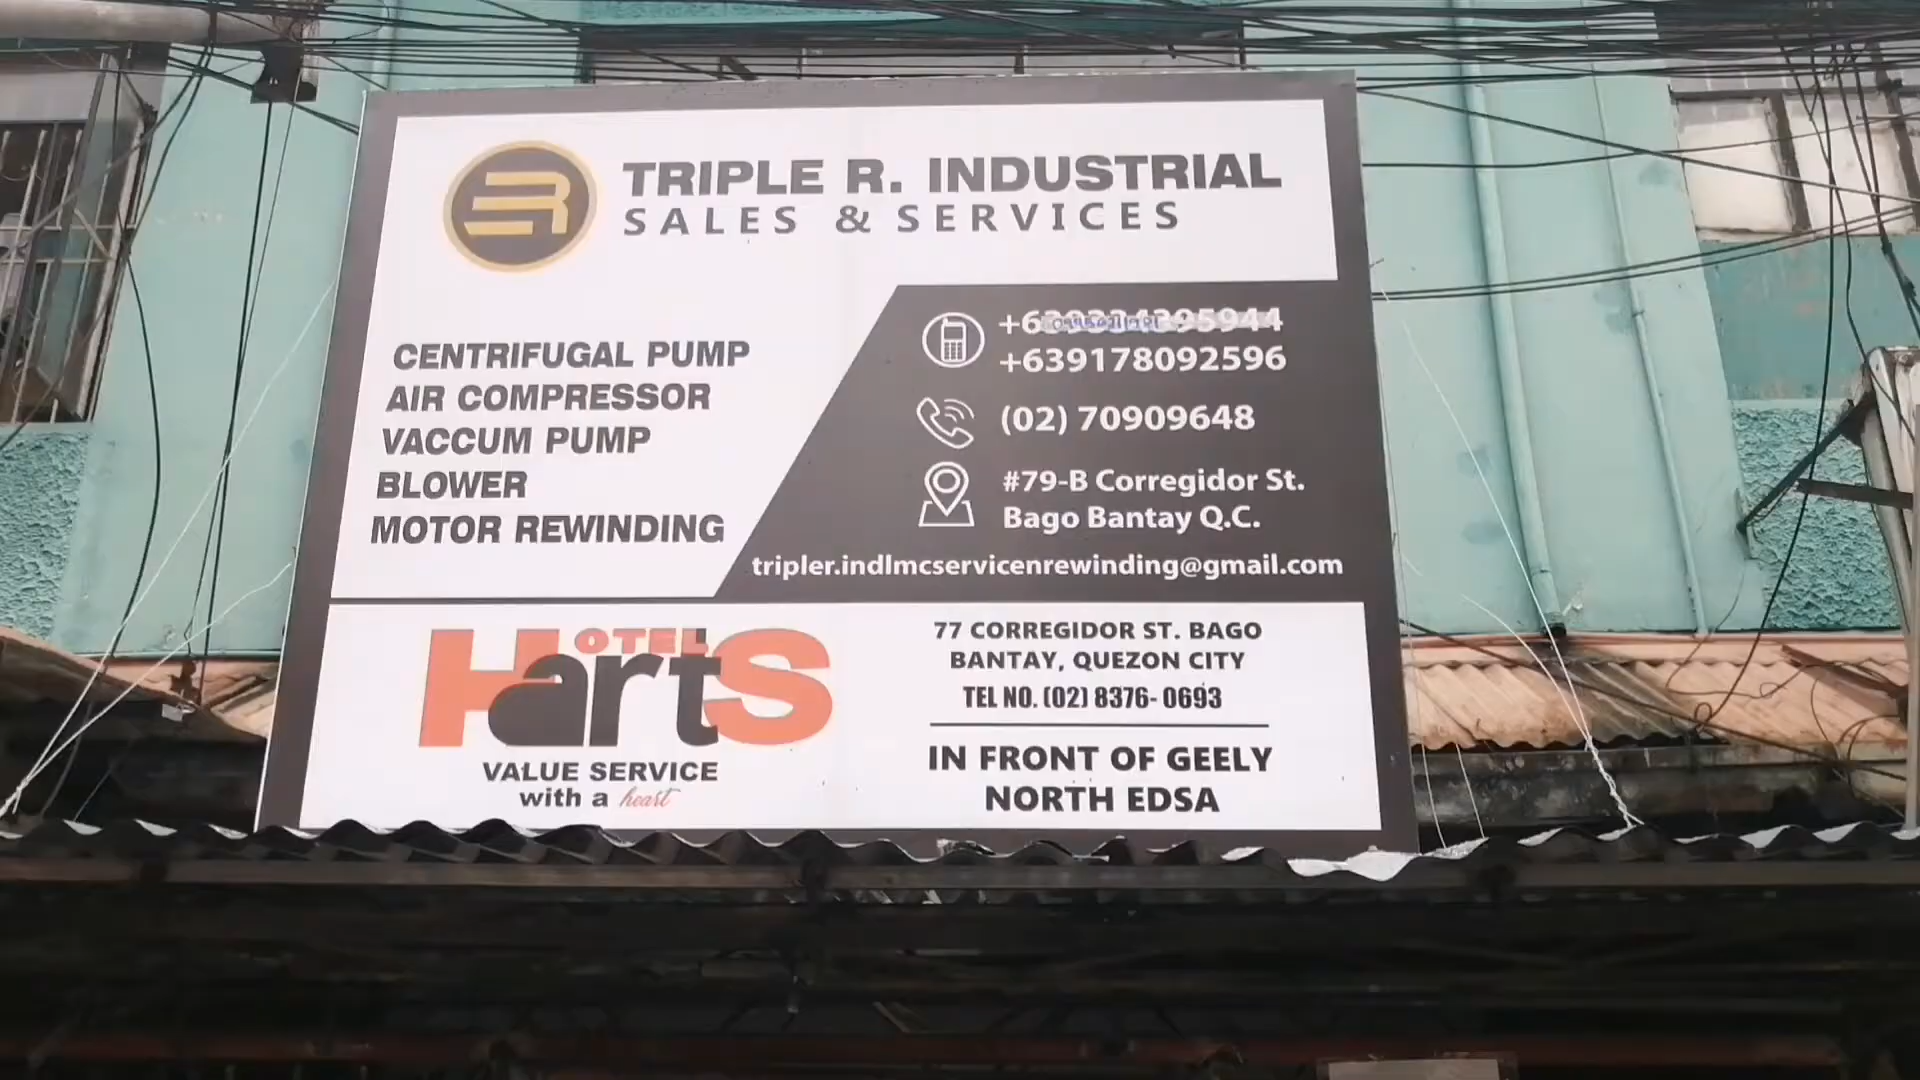 TRIPLE R. INDUSTRIAL
SALES & SERVICES
CENTRIFUGAL PUMP
AIR COMPRESSOR
VACCUM PUMP
BLOWER
MOTOR REWINDING
+639178092596
(02) 70909648
#79-B Corregidor St.
Bago Bantay Q.C.
tripler.indlmcservicenrewinding@gmail.com
HOTEL
HartS
VALUE SERVICE
with a heart
77 CORREGIDOR ST. BAGO
BANTAY, QUEZON CITY
TEL NO. (02) 8376-0693
IN FRONT OF GEELY
NORTH EDSA